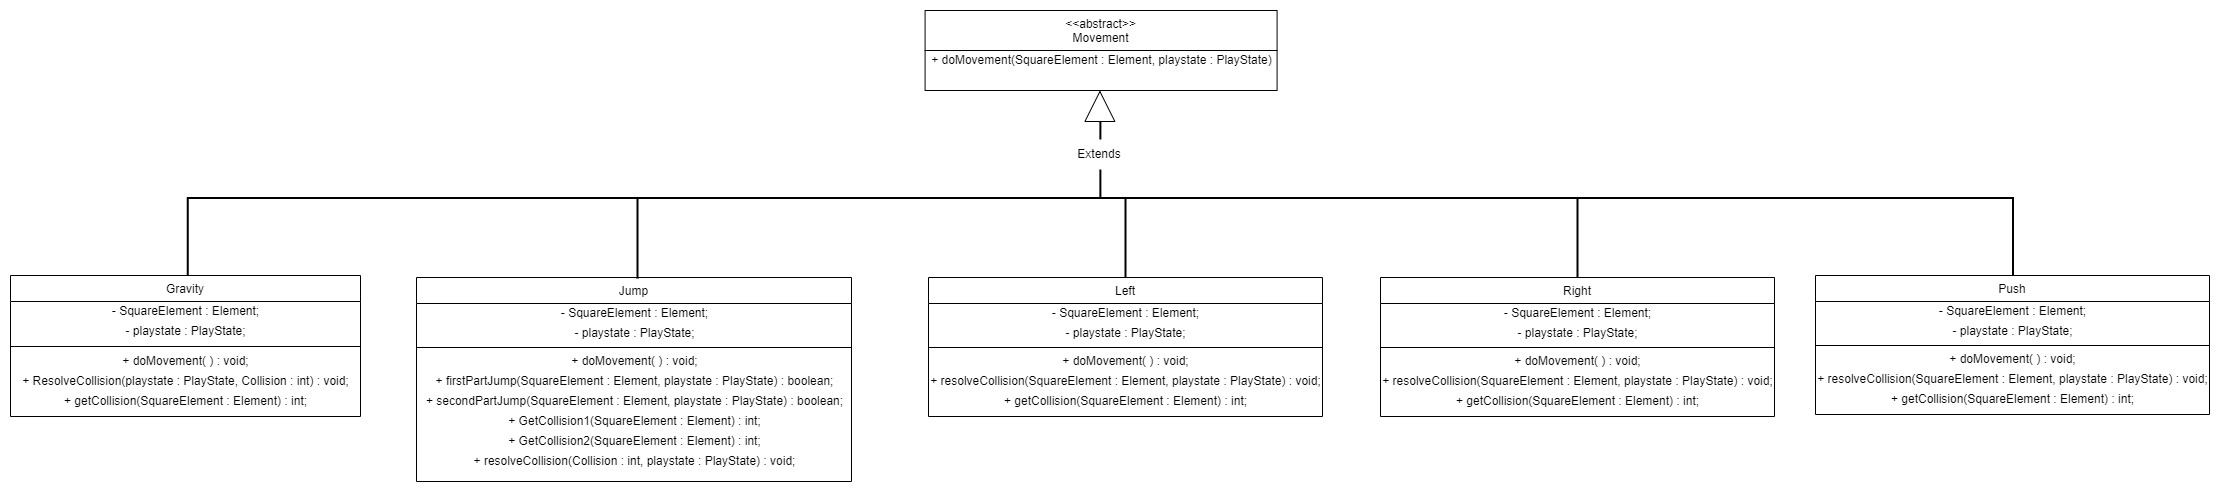 <<abstract>>
Movement
+ doMovement(SquareElement : Element, playstate : PlayState)
Extends
Gravity
- SquareElement : Element;
- playstate : PlayState;
+ doMovement( ) : void;
+ ResolveCollision(playstate : PlayState, Collision : int) : void;
+ getCollision(SquareElement : Element) : int;
Jump
- SquareElement : Element;
- playstate : PlayState;
+ doMovement( ) : void;
+ firstPartJump(SquareElement : Element, playstate : PlayState) : boolean;
+ secondPartJump(SquareElement : Element, playstate : PlayState) : boolean;
+ GetCollision1(SquareElement : Element) : int;
+ GetCollision2(SquareElement : Element) : int;
+ resolveCollision(Collision : int, playstate : PlayState) : void;
Left
- SquareElement : Element;
- playstate : PlayState;
+ doMovement( ) : void;
+ resolveCollision(SquareElement : Element, playstate : PlayState) : void;
+ getCollision(SquareElement : Element) : int;
Right
- SquareElement : Element;
- playstate : PlayState;
+ doMovement( ) : void;
+ resolveCollision(SquareElement : Element, playstate : PlayState) : void;
+ getCollision(SquareElement : Element) : int;
Push
- SquareElement : Element;
- playstate : PlayState;
+ doMovement( ) : void;
+ resolveCollision(SquareElement : Element, playstate : PlayState) : void;
+ getCollision(SquareElement : Element) : int;